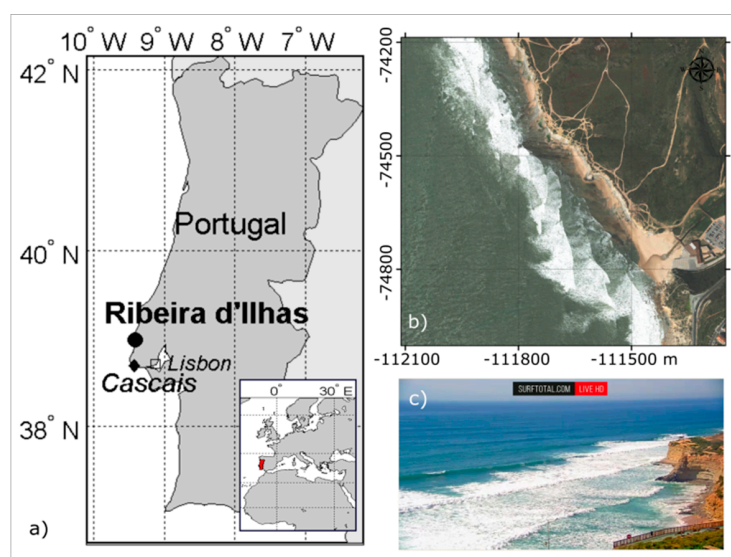 10° W 9° W 8° W 7° W
42° N
Portugal
40° N
Ribeira d'Ilhas
Lisbon
Cascais
0° 30° E
38° N
a)
-74200
-74500
-74800
b)
-112100 -111800 -111500 m
c)
SURFTOTAL.COM LIVE HD